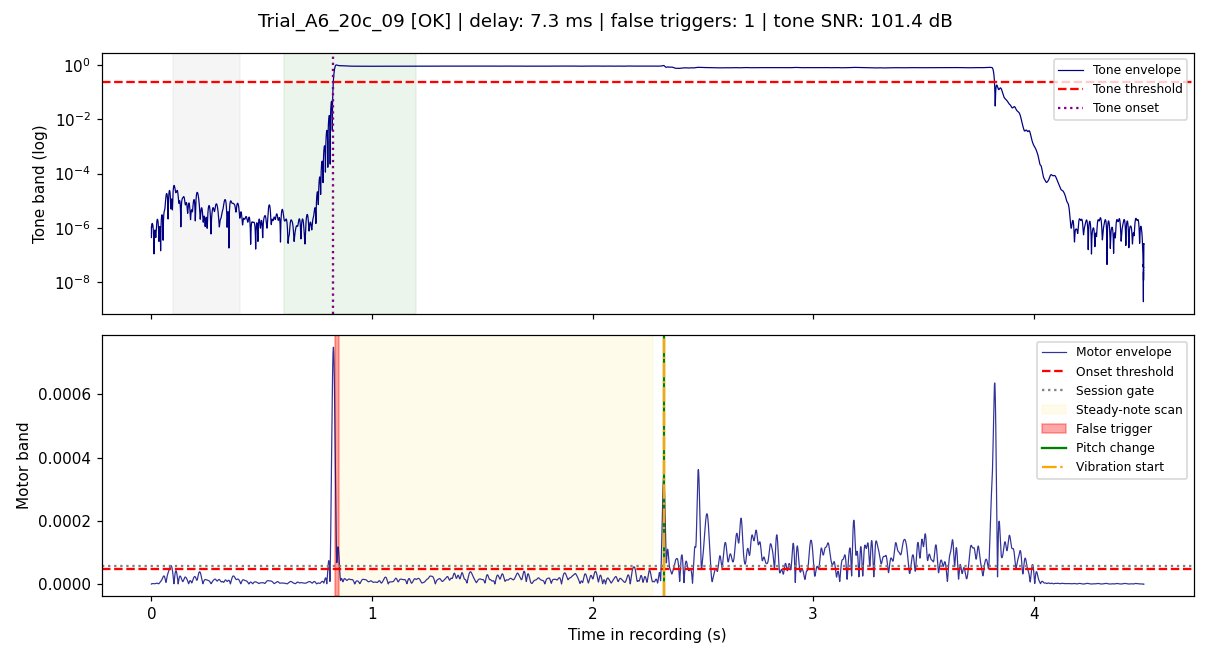 Trial_A6_20c_09 [OK] | delay: 7.3 ms | false triggers: 1 | tone SNR: 101.4 dB
Tone band (log)
10⁰
10⁻²
10⁻⁴
10⁻⁶
10⁻⁸
Tone envelope
Tone threshold
Tone onset
Motor band
0.0006
0.0004
0.0002
0.0000
Motor envelope
Onset threshold
Session gate
Steady-note scan
False trigger
Pitch change
Vibration start
0 1 2 3 4
Time in recording (s)